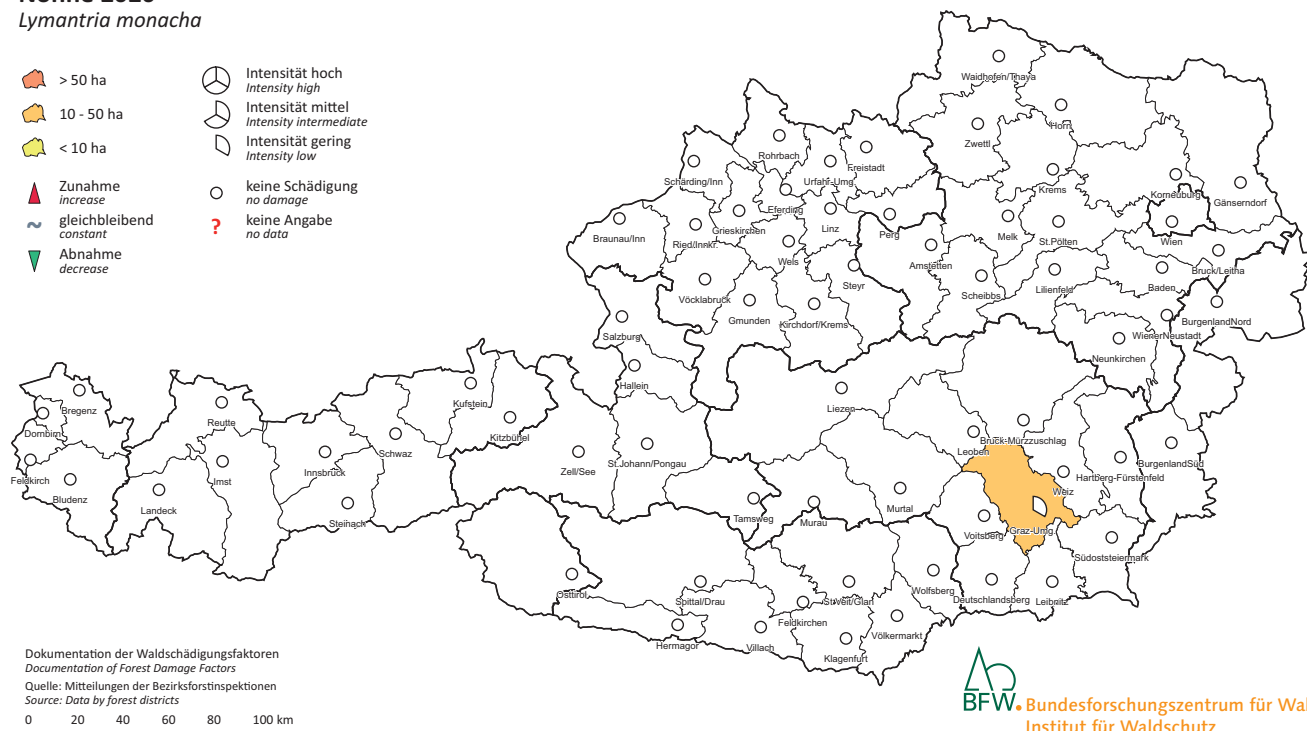 Lymantria monacha
> 50 ha
10 - 50 ha
< 10 ha
Zunahme
increase
~ gleichbleibend
constant
Abnahme
decrease
Intensität hoch
Intensity high
Intensität mittel
Intensity intermediate
Intensität gering
Intensity low
keine Schädigung
no damage
? keine Angabe
no data
Waidhofen/Thaya
Horn
Zwettl
Rohrbach
Freistadt
Schärding/Inn
Urfahr-Umg.
Krems
Korneuburg
Gänserndorf
Eferding
Grieskirchen
Linz
Perg
Melk
St.Pölten
Wien
Braunau/Inn
Ried/Innkr.
Wels
Amstetten
Bruck/Leitha
Steyr
Scheibbs
Lilienfeld
Baden
Vöcklabruck
Gmunden
Kirchdorf/Krems
BurgenlandNord
Salzburg
WienerNeustadt
Neunkirchen
Hallein
Bregenz
Kufstein
Liezen
Dornbirn
Reutte
Kitzbühel
Bruck-Mürzzuschlag
Leoben
Schwaz
Zell/See
St.Johann/Pongau
BurgenlandSüd
Feldkirch
Imst
Innsbruck
Hartberg-Fürstenfeld
Bludenz
Weiz
Landeck
Steinach
Tamsweg
Murau
Murtal
Graz-Umg.
Voitsberg
Südoststeiermark
Osttirol
Spittal/Drau
St.Veit/Glan
Wolfsberg
Deutschlandsberg
Leibnitz
Feldkirchen
Völkermarkt
Hermagor
Villach
Klagenfurt
Dokumentation der Waldschädigungsfaktoren
Documentation of Forest Damage Factors
Quelle: Mitteilungen der Bezirksforstinspektionen
Source: Data by forest districts
0 20 40 60 80 100 km
BFW
Bundesforschungszentrum für
Institut für Waldschutz